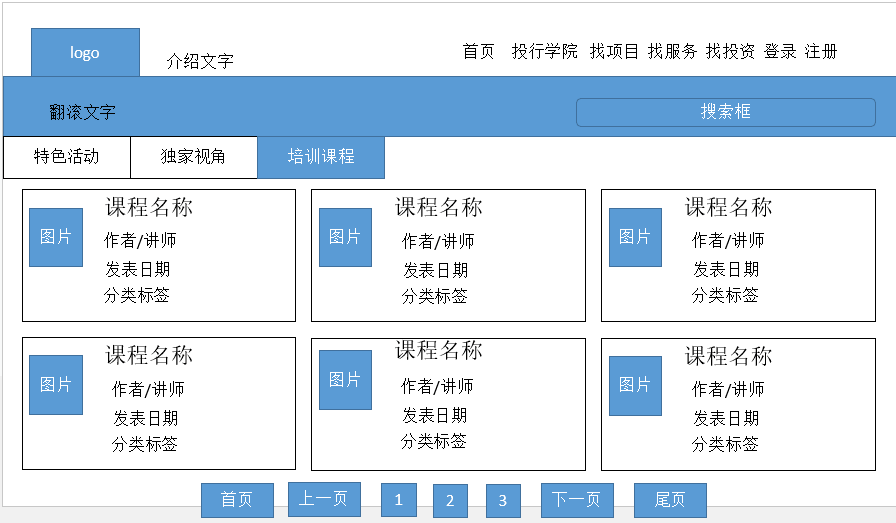 logo
介绍文字
首页 投行学院 找项目 找服务 找投资 登录 注册
翻滚文字
搜索框
特色活动 独家视角 培训课程
图片
课程名称
作者/讲师
发表日期
分类标签
图片
课程名称
作者/讲师
发表日期
分类标签
图片
课程名称
作者/讲师
发表日期
分类标签
图片
课程名称
作者/讲师
发表日期
分类标签
图片
课程名称
作者/讲师
发表日期
分类标签
图片
课程名称
作者/讲师
发表日期
分类标签
首页 上一页 1 2 3 下一页 尾页